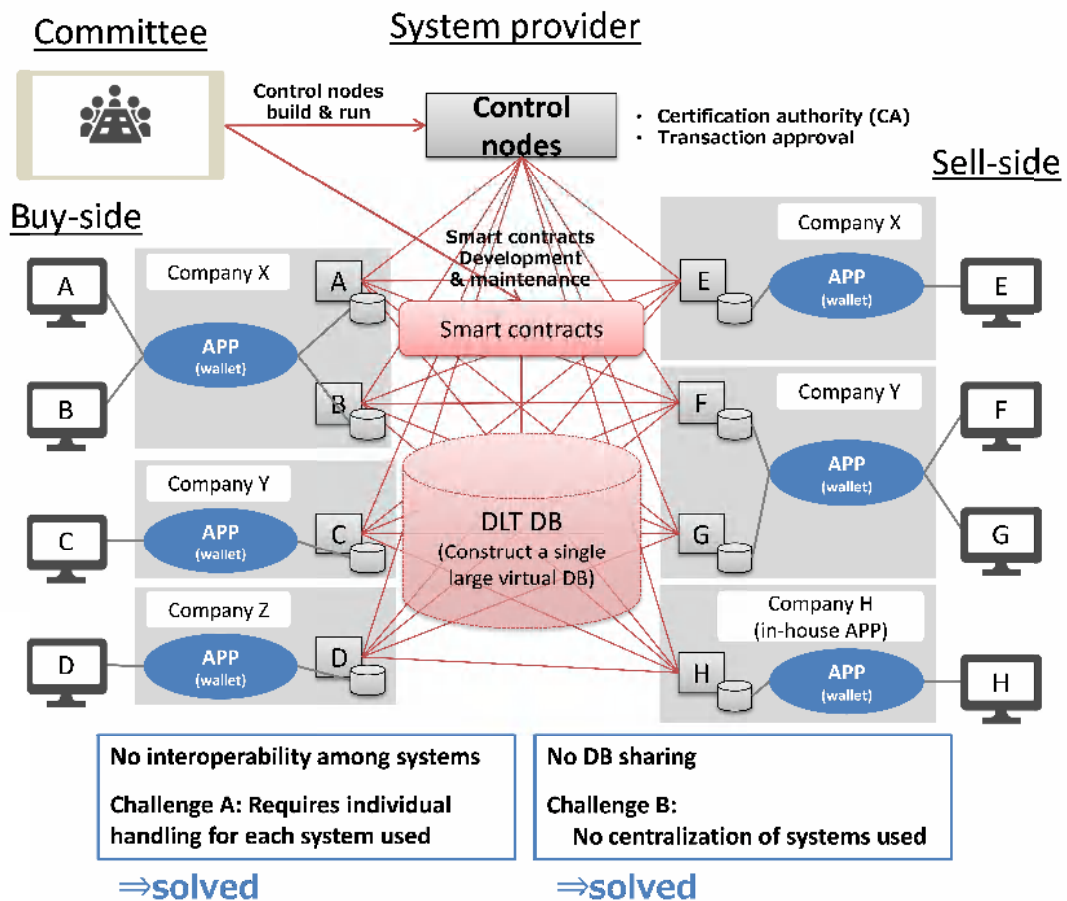 Committee
System provider
Control nodes
build & run
Control
nodes
• Certification authority (CA)
• Transaction approval
Sell-side
Buy-side
Smart contracts
Development
& maintenance
Smart contracts
Company X
A
B
APP
(wallet)
A
B
Company Y
C
APP
(wallet)
C
Company Z
D
APP
(wallet)
D
DLT DB
(Construct a single
large virtual DB)
Company X
E
APP
(wallet)
E
Company Y
F
G
APP
(wallet)
F
G
Company H
(in-house APP)
H
APP
(wallet)
H
No interoperability among systems
Challenge A: Requires individual
handling for each system used
⇒solved
No DB sharing
Challenge B:
No centralization of systems used
⇒solved